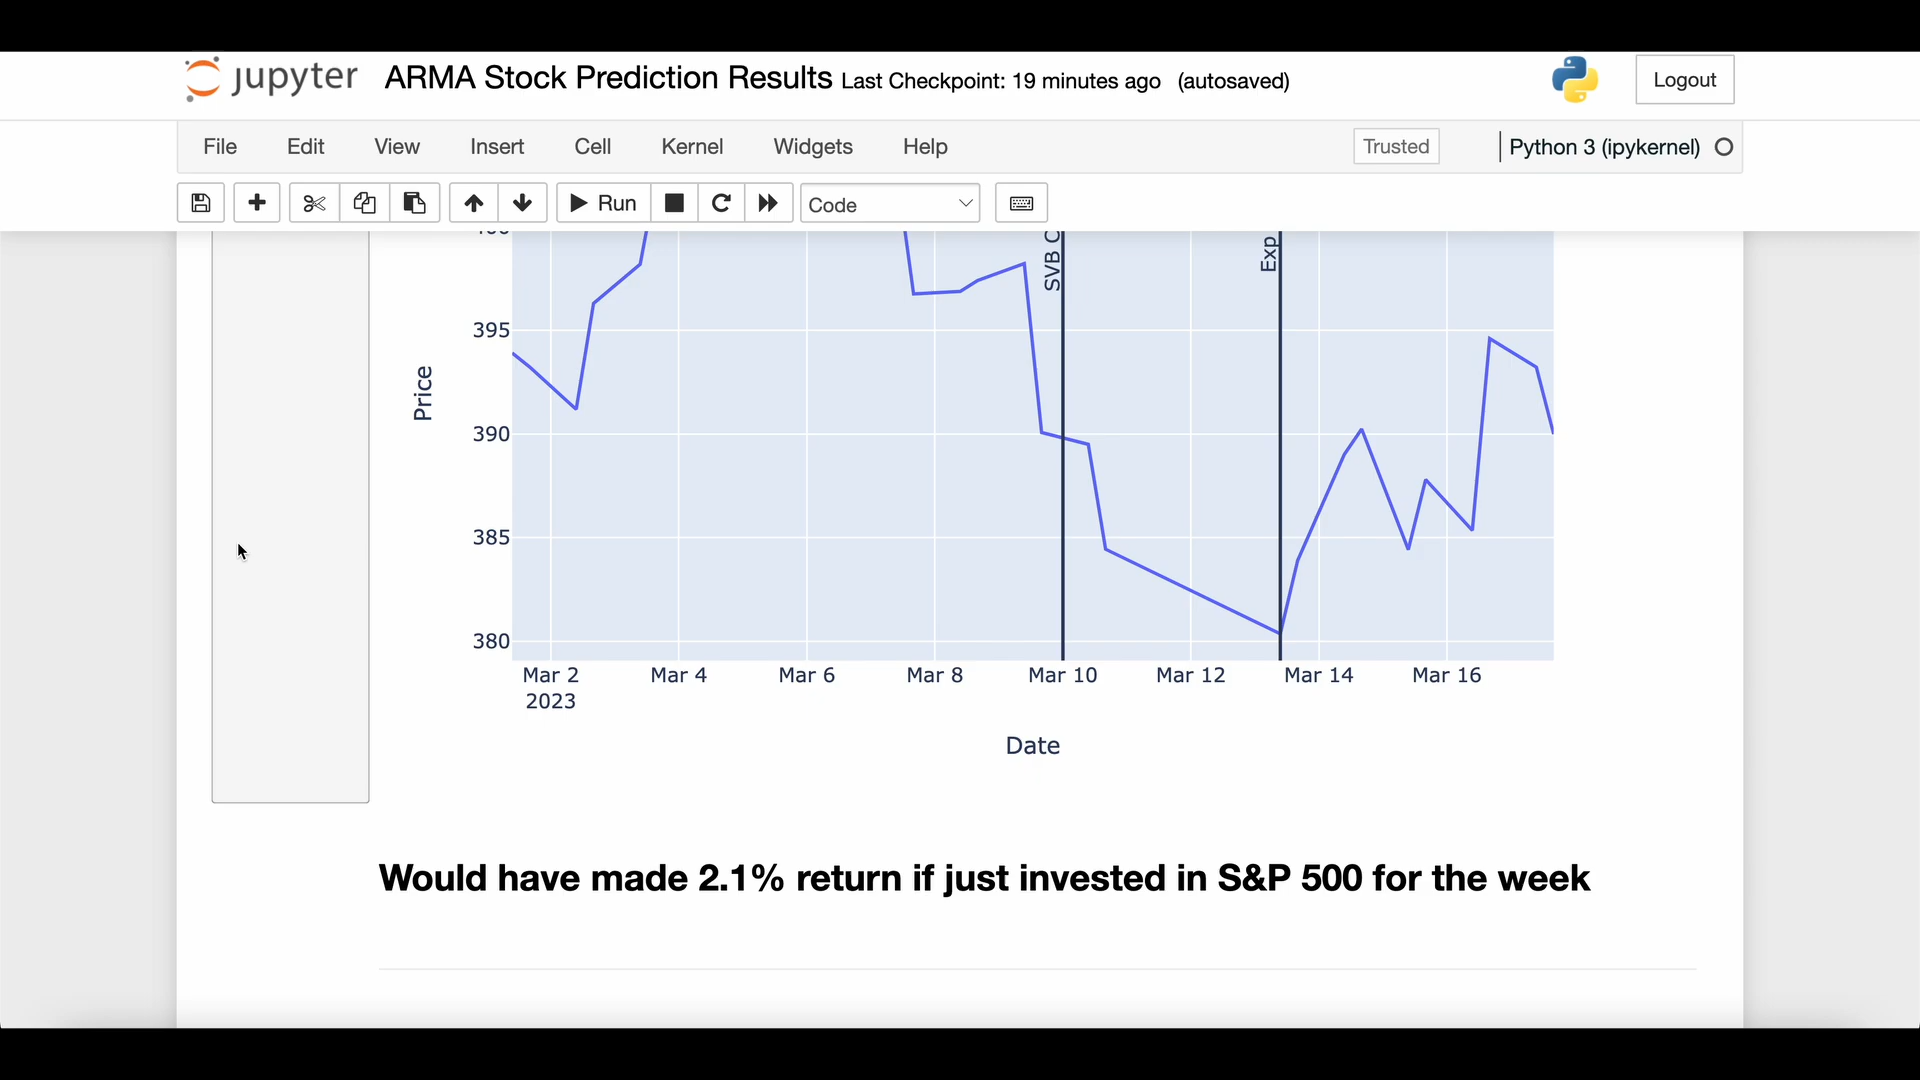 jupyter ARMA Stock Prediction Results Last Checkpoint: 19 minutes ago (autosaved) Logout
File Edit View Insert Cell Kernel Widgets Help Trusted Python 3 (ipykernel)
Run Code
SVB C
Exp
395
390
385
380
Price
Mar 2 Mar 4 Mar 6 Mar 8 Mar 10 Mar 12 Mar 14 Mar 16
2023
Date
Would have made 2.1% return if just invested in S&P 500 for the week